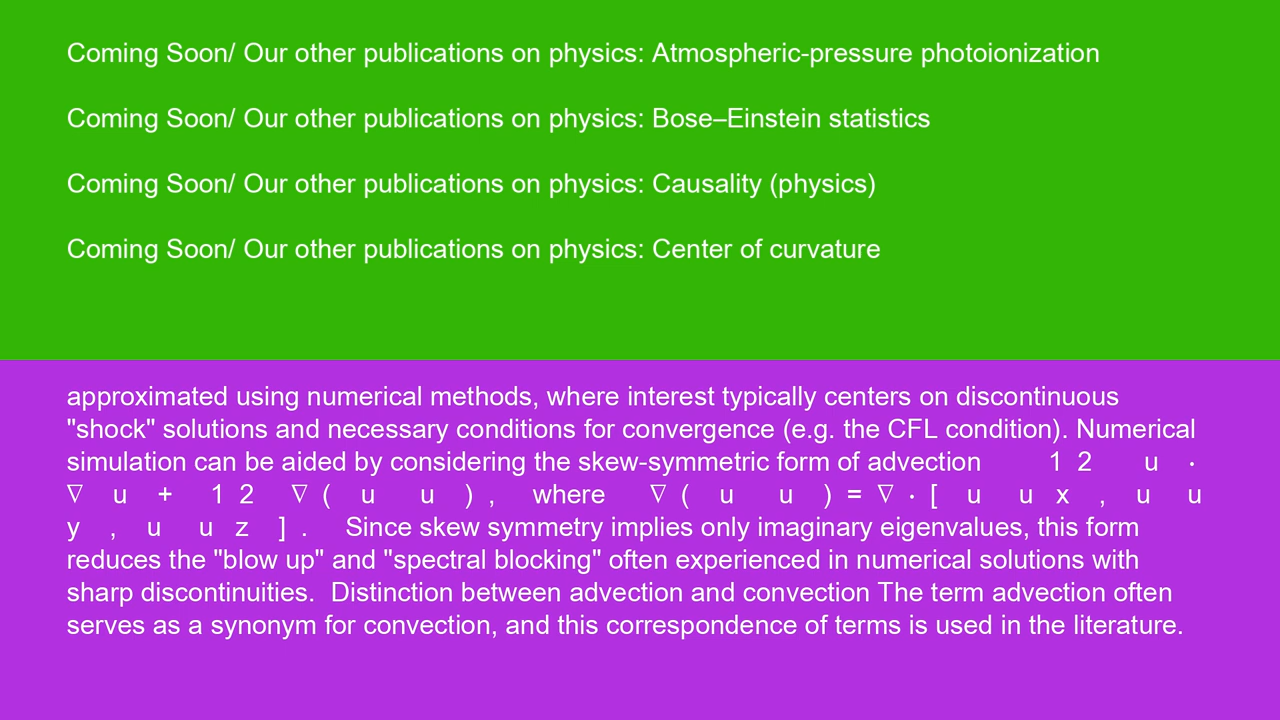 Coming Soon/ Our other publications on physics: Atmospheric-pressure photoionization
Coming Soon/ Our other publications on physics: Bose–Einstein statistics
Coming Soon/ Our other publications on physics: Causality (physics)
Coming Soon/ Our other publications on physics: Center of curvature
approximated using numerical methods, where interest typically centers on discontinuous
"shock" solutions and necessary conditions for convergence (e.g. the CFL condition). Numerical
simulation can be aided by considering the skew-symmetric form of advection 1 2 u ·
∇ u + 1 2 ∇ ( u u ) , where ∇ ( u u ) = ∇ · [ u u x , u u
y , u u z ] . Since skew symmetry implies only imaginary eigenvalues, this form
reduces the "blow up" and "spectral blocking" often experienced in numerical solutions with
sharp discontinuities. Distinction between advection and convection The term advection often
serves as a synonym for convection, and this correspondence of terms is used in the literature.